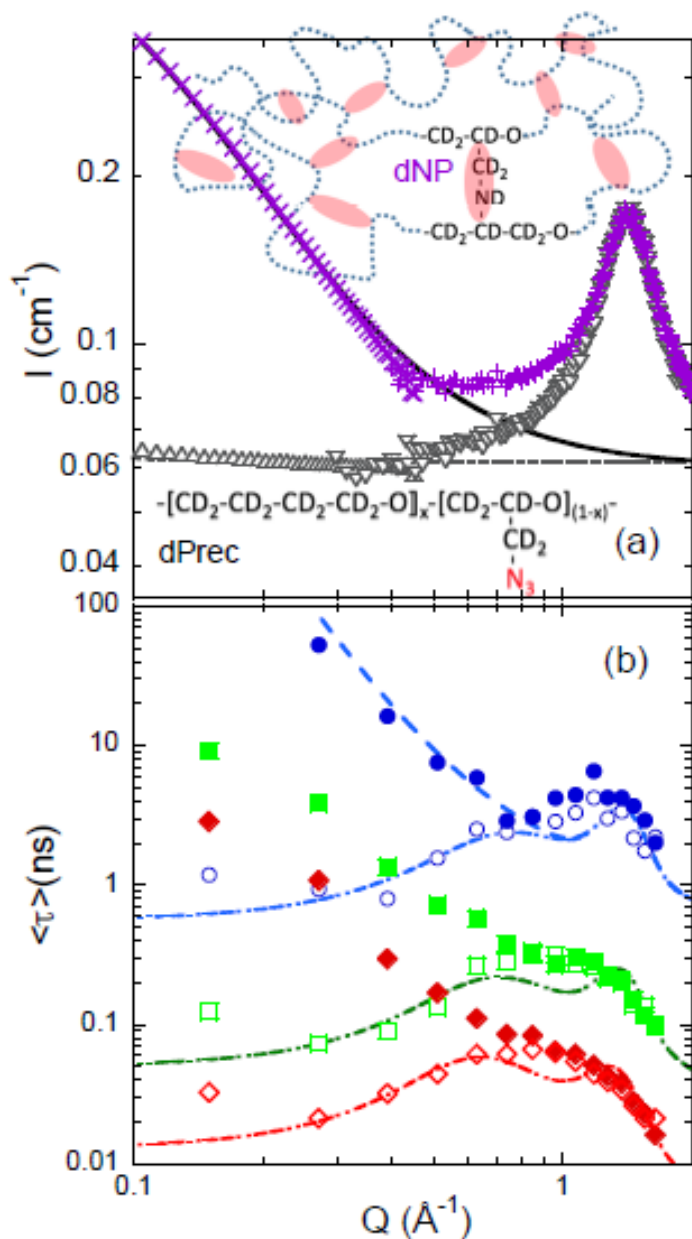 0.2
0.1
0.08
0.06
0.04
I (cm⁻¹)
CD₂-CD-O
CD₂
dNP
ND
-CD₂-CD-CD₂-O
-[CD₂-CD₂-CD₂-CD₂-O]ₓ-[CD₂-CD-O]₍₁₋ₓ₎-
CD₂
N₃
dPrec
(a)
100
10
1
0.1
0.01
<τ>(ns)
(b)
0.1
1
Q (Å⁻¹)